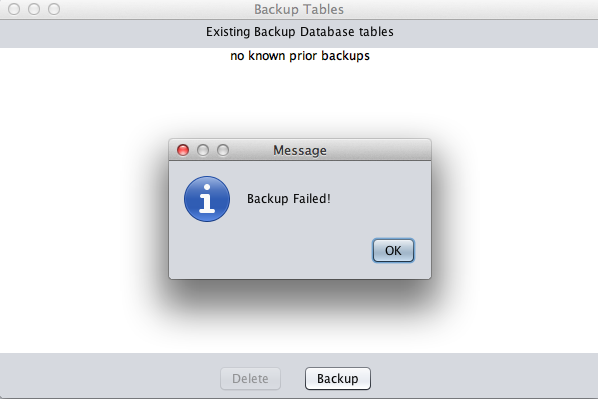 Backup Tables
Existing Backup Database tables
no known prior backups
Message
Backup Failed!
OK
Delete
Backup